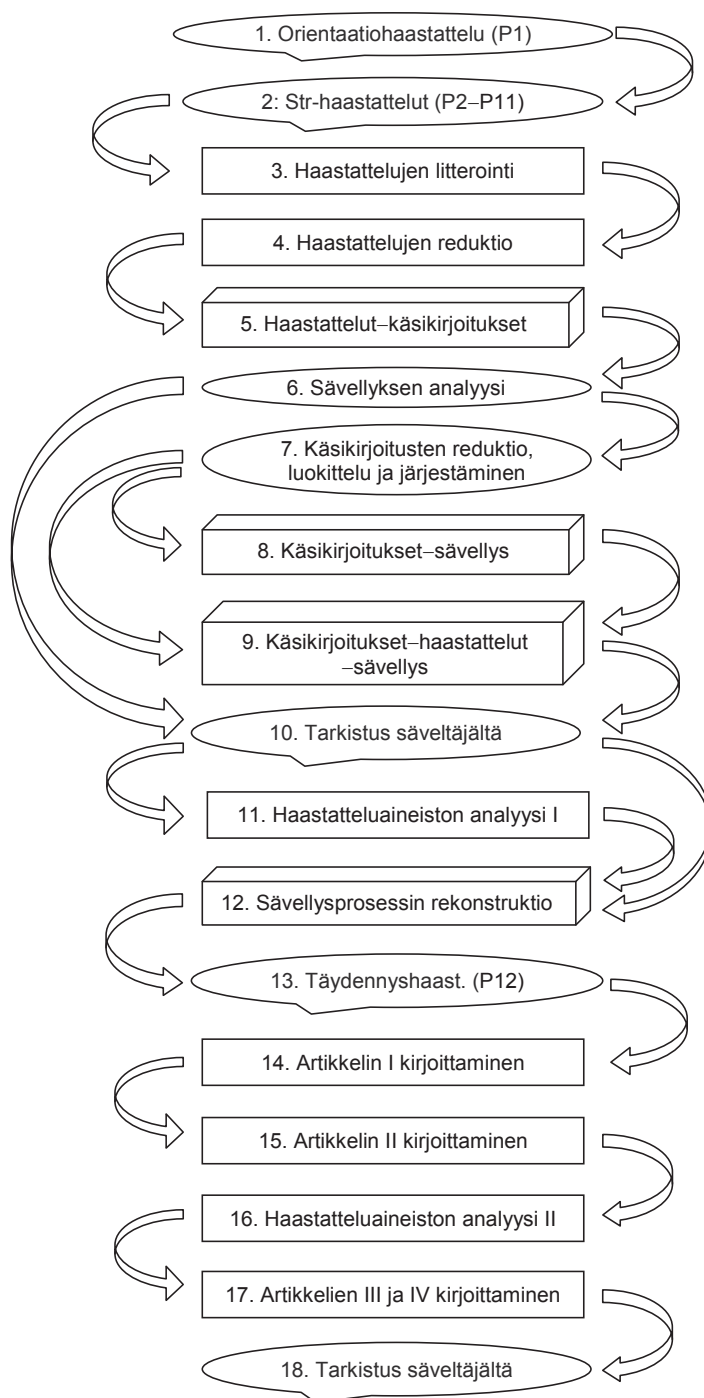 1. Orientaatiohaastattelu (P1)
2: Str-haastattelut (P2–P11)
3. Haastattelujen litterointi
4. Haastattelujen reduktio
5. Haastattelut–käsikirjoitukset
6. Sävellyksen analyysi
7. Käsikirjoitusten reduktio,
luokittelu ja järjestäminen
8. Käsikirjoitukset–sävellys
9. Käsikirjoitukset–haastattelut
–sävellys
10. Tarkistus säveltäjältä
11. Haastatteluaineiston analyysi I
12. Sävellysprosessin rekonstruktio
13. Täydennyshaast. (P12)
14. Artikkelin I kirjoittaminen
15. Artikkelin II kirjoittaminen
16. Haastatteluaineiston analyysi II
17. Artikkelien III ja IV kirjoittaminen
18. Tarkistus säveltäjältä